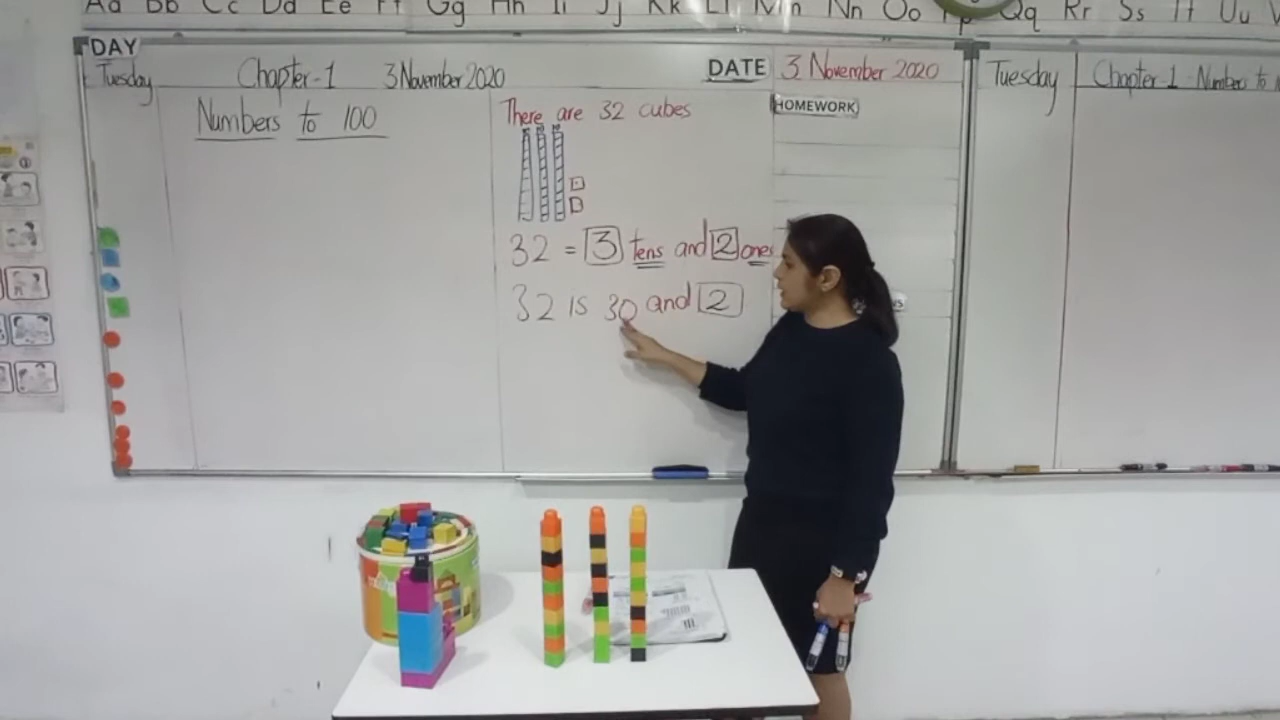 Aa Bb Cc Dd Ee Ff Gg Hh Ii Jj Kk Ll Mm Nn Oo Pp Qq Rr Ss Tt Uu
DAY
Tuesday Chapter-1 3 November 2020
DATE 3 November 2020
Numbers to 100
There are 32 cubes
32 = 3 tens and 2 ones
32 is 30 and 2
HOMEWORK
Tuesday Chapter 1 Numbers to